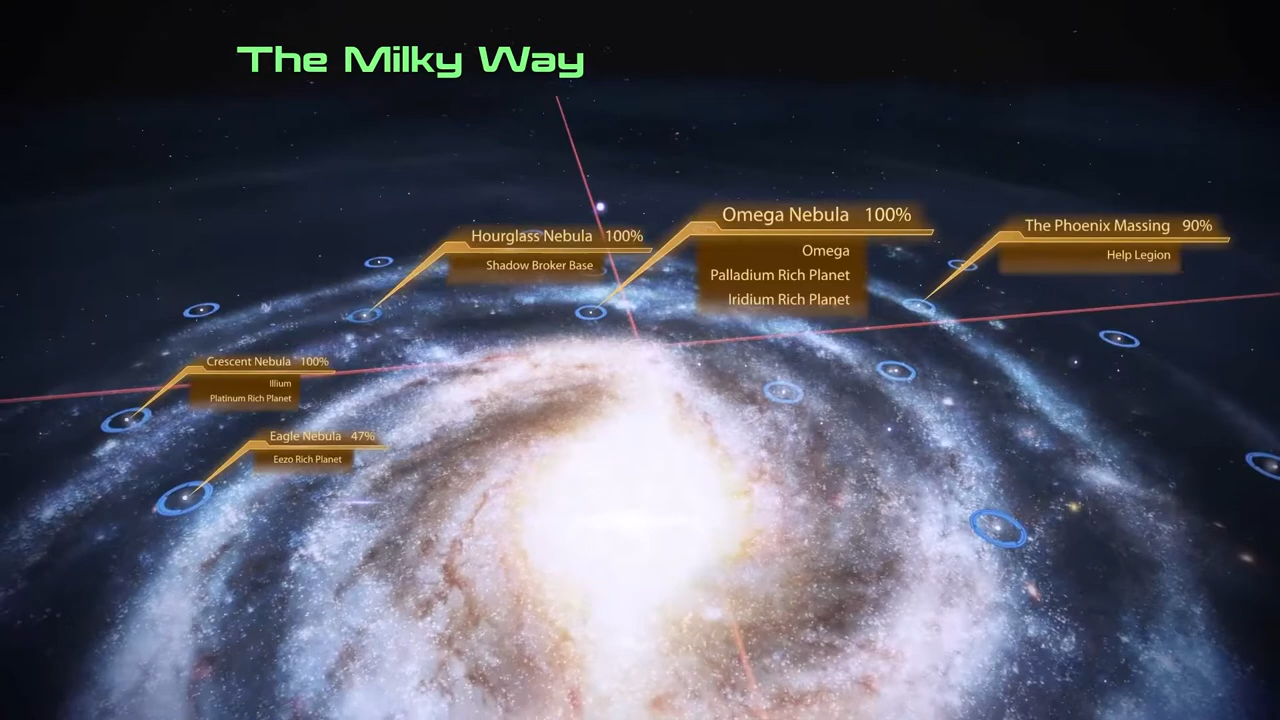 The Milky Way
Omega Nebula 100%
Omega
Palladium Rich Planet
Iridium Rich Planet
The Phoenix Massing 90%
Help Legion
Hourglass Nebula 100%
Shadow Broker Base
Crescent Nebula 100%
Illium
Platinum Rich Planet
Eagle Nebula 47%
Eezo Rich Planet